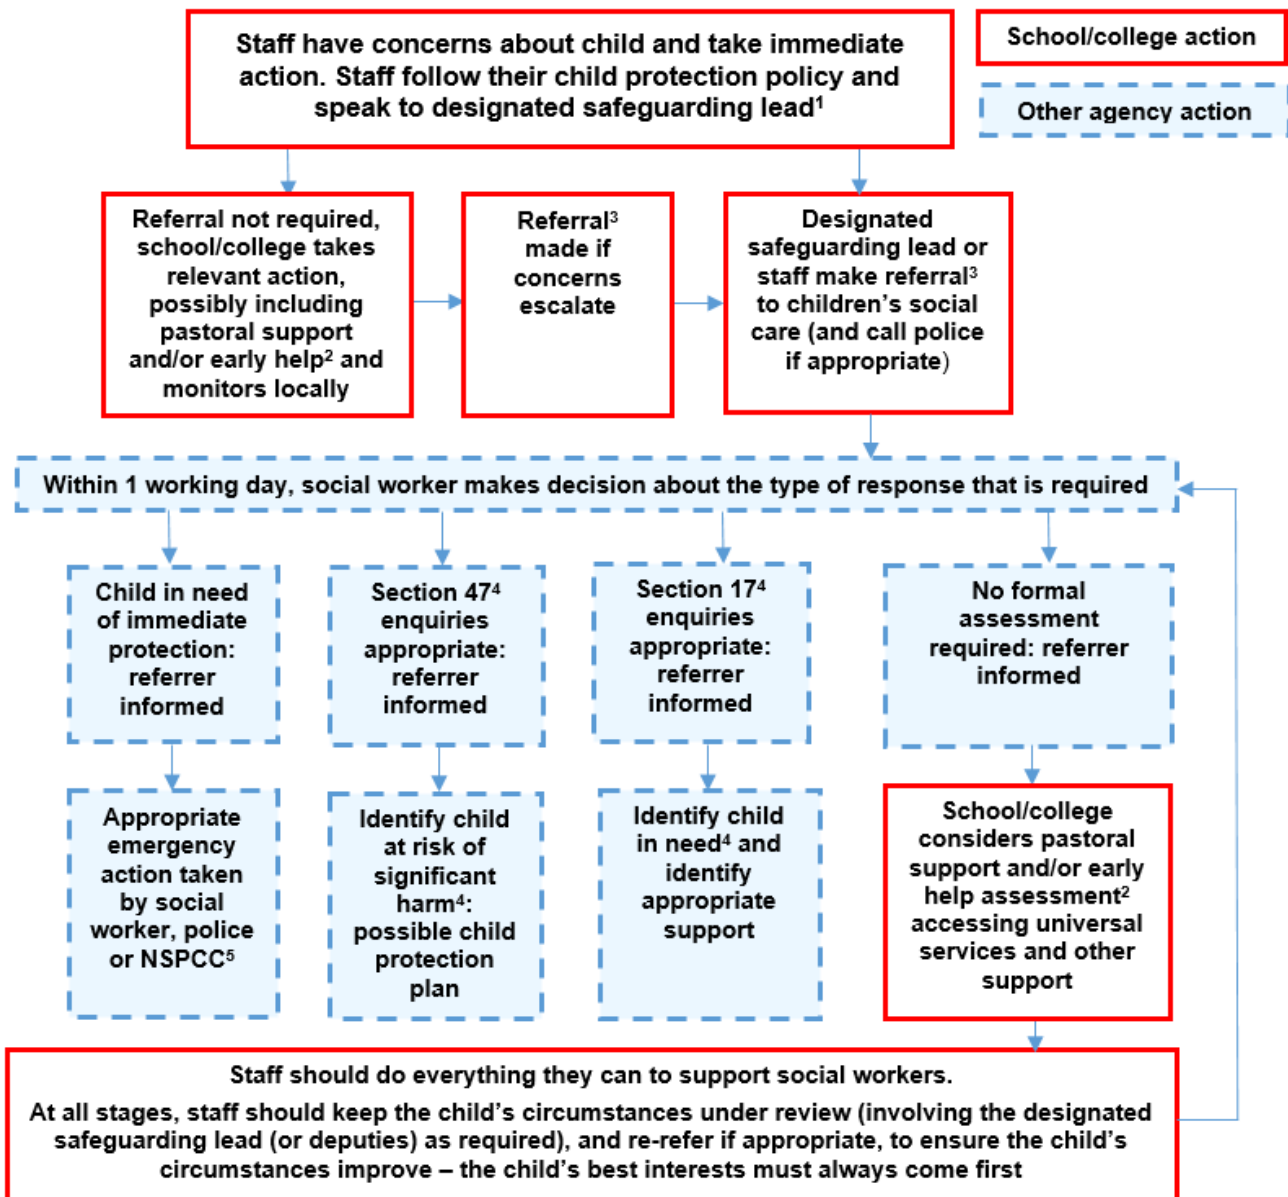 Staff have concerns about child and take immediate
action. Staff follow their child protection policy and
speak to designated safeguarding lead¹
School/college action
Other agency action
Referral not required,
school/college takes
relevant action,
possibly including
pastoral support
and/or early help² and
monitors locally
Referral³
made if
concerns
escalate
Designated
safeguarding lead or
staff make referral³
to children’s social
care (and call police
if appropriate)
Within 1 working day, social worker makes decision about the type of response that is required
Child in need
of immediate
protection:
referrer
informed
Section 47⁴
enquiries
appropriate:
referrer
informed
Section 17⁴
enquiries
appropriate:
referrer
informed
No formal
assessment
required: referrer
informed
Appropriate
emergency
action taken
by social
worker, police
or NSPCC⁵
Identify child
at risk of
significant
harm⁴:
possible child
protection
plan
Identify child
in need⁴ and
identify
appropriate
support
School/college
considers pastoral
support and/or early
help assessment²
accessing universal
services and other
support
Staff should do everything they can to support social workers.
At all stages, staff should keep the child’s circumstances under review (involving the designated
safeguarding lead (or deputies) as required), and re-refer if appropriate, to ensure the child’s
circumstances improve – the child’s best interests must always come first